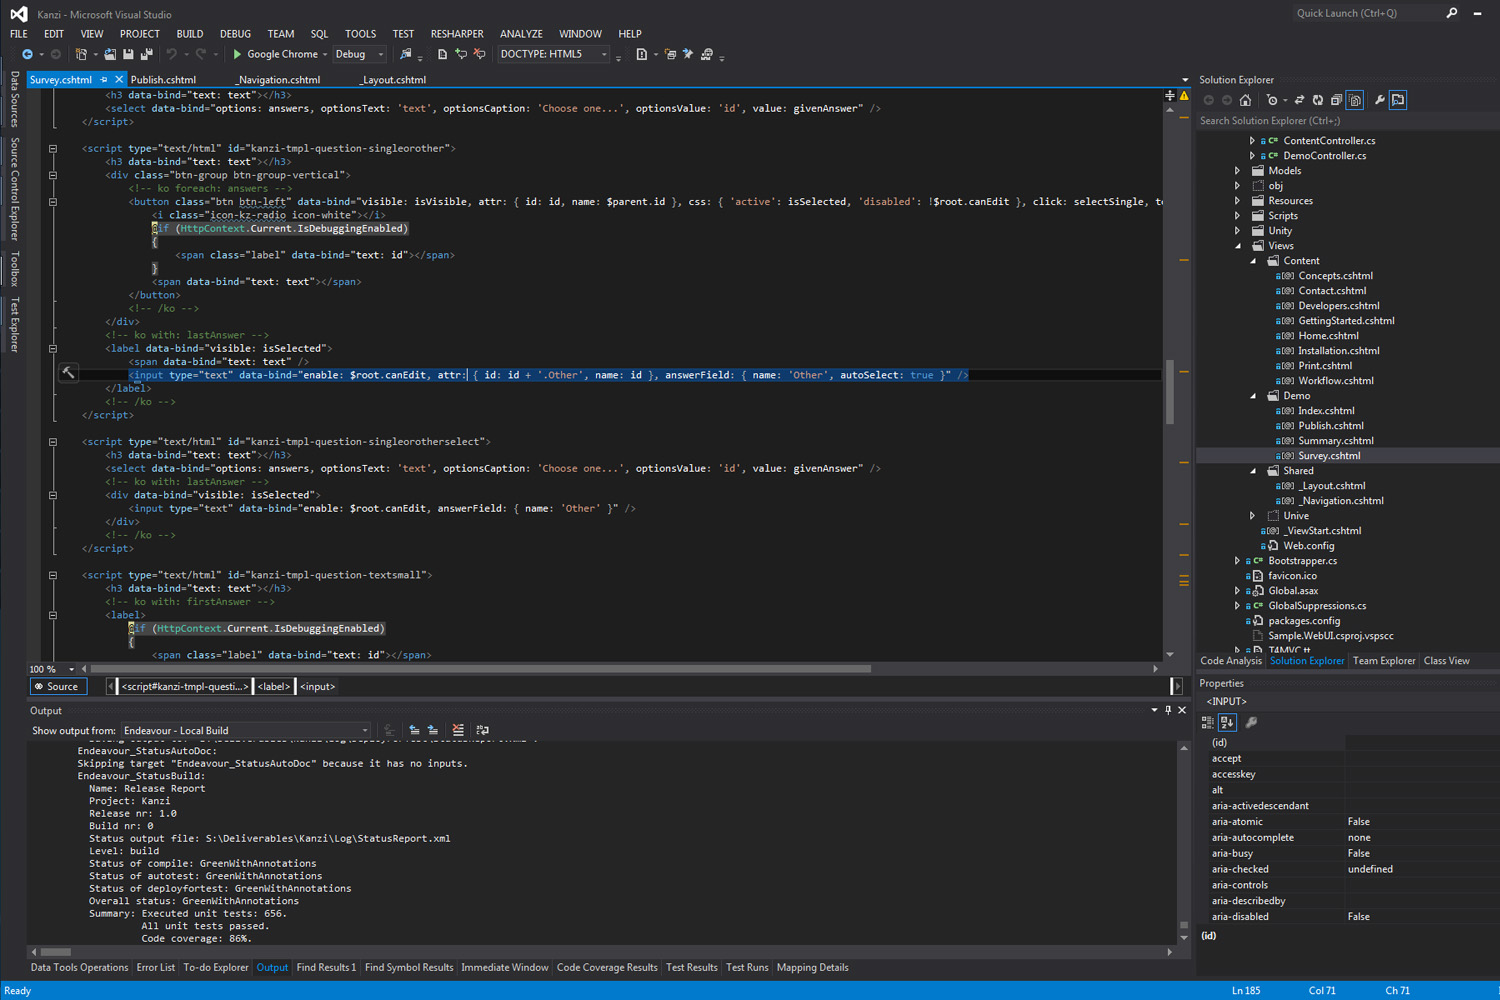 Kanzi - Microsoft Visual Studio
Quick Launch (Ctrl+Q)
FILE EDIT VIEW PROJECT BUILD DEBUG TEAM SQL TOOLS TEST RESHARPER ANALYZE WINDOW HELP
Google Chrome Debug DOCTYPE: HTML5
Data Sources
Source Control Explorer
Toolbox
Test Explorer
Survey.cshtml Publish.cshtml _Navigation.cshtml _Layout.cshtml
<h3 data-bind="text: text"></h3>
<select data-bind="options: answers, optionsText: 'text', optionsCaption: 'Choose one...', optionsValue: 'id', value: givenAnswer" />
</script>
<script type="text/html" id="kanzi-tmpl-question-singleorother">
<h3 data-bind="text: text"></h3>
<div class="btn-group btn-group-vertical">
<!-- ko foreach: answers -->
<button class="btn btn-left" data-bind="visible: isVisible, attr: { id: id, name: $parent.id }, css: { 'active': isSelected, 'disabled': !$root.canEdit }, click: selectSingle, te
<i class="icon-kz-radio icon-white"></i>
@if (HttpContext.Current.IsDebuggingEnabled)
{
<span class="label" data-bind="text: id"></span>
}
<span data-bind="text: text"></span>
</button>
<!-- /ko -->
</div>
<!-- ko with: lastAnswer -->
<label data-bind="visible: isSelected">
<span data-bind="text: text" />
<input type="text" data-bind="enable: $root.canEdit, attr: { id: id + '.Other', name: id }, answerField: { name: 'Other', autoSelect: true }" />
</label>
<!-- /ko -->
</script>
<script type="text/html" id="kanzi-tmpl-question-singleorotherselect">
<h3 data-bind="text: text"></h3>
<select data-bind="options: answers, optionsText: 'text', optionsCaption: 'Choose one...', optionsValue: 'id', value: givenAnswer" />
<!-- ko with: lastAnswer -->
<div data-bind="visible: isSelected">
<input type="text" data-bind="enable: $root.canEdit, answerField: { name: 'Other' }" />
</div>
<!-- /ko -->
</script>
<script type="text/html" id="kanzi-tmpl-question-textsmall">
<h3 data-bind="text: text"></h3>
<!-- ko with: firstAnswer -->
<label>
@if (HttpContext.Current.IsDebuggingEnabled)
{
<span class="label" data-bind="text: id"></span>
100 %
Source <script#kanzi-tmpl-questi...> <label> <input>
Output
Show output from: Endeavour - Local Build
Endeavour_StatusAutoDoc:
Skipping target "Endeavour_StatusAutoDoc" because it has no inputs.
Endeavour_StatusBuild:
Name: Release Report
Project: Kanzi
Release nr: 1.0
Build nr: 0
Status output file: S:\Deliverables\Kanzi\Log\StatusReport.xml
Level: build
Status of compile: GreenWithAnnotations
Status of autotest: GreenWithAnnotations
Status of deployfortest: GreenWithAnnotations
Overall status: GreenWithAnnotations
Summary: Executed unit tests: 656.
All unit tests passed.
Code coverage: 86%.
Data Tools Operations Error List To-do Explorer Output Find Results 1 Find Symbol Results Immediate Window Code Coverage Results Test Results Test Runs Mapping Details
Solution Explorer
Search Solution Explorer (Ctrl+;)
ContentController.cs
DemoController.cs
Models
obj
Resources
Scripts
Unity
Views
Content
Concepts.cshtml
Contact.cshtml
Developers.cshtml
GettingStarted.cshtml
Home.cshtml
Installation.cshtml
Print.cshtml
Workflow.cshtml
Demo
Index.cshtml
Publish.cshtml
Summary.cshtml
Survey.cshtml
Shared
_Layout.cshtml
_Navigation.cshtml
Unive
_ViewStart.cshtml
Web.config
Bootstrapper.cs
favicon.ico
Global.asax
GlobalSuppressions.cs
packages.config
Sample.WebUI.csproj.vspscc
T4MVC.tt
Code Analysis Solution Explorer Team Explorer Class View
Properties
<INPUT>
(id)
accept
accesskey
alt
aria-activedescendant
aria-atomic False
aria-autocomplete none
aria-busy False
aria-checked undefined
aria-controls
aria-describedby
aria-disabled False
(id)
Ready Ln 185 Col 71 Ch 71